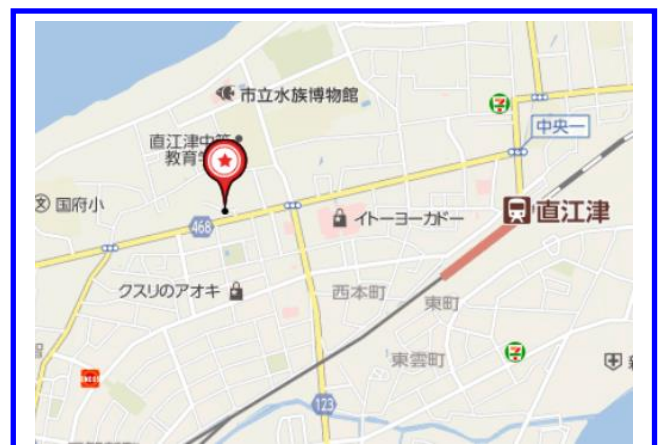 市立水族博物館
中央一
直江津中等
教育学
国府小
直江津
イトーヨーカドー
468
クスリのアオキ
西本町
東町
東雲町
ENEOS
123